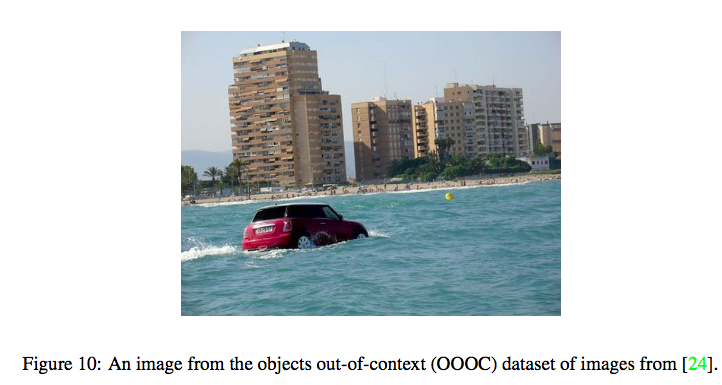 Figure 10: An image from the objects out-of-context (OOOC) dataset of images from [24].